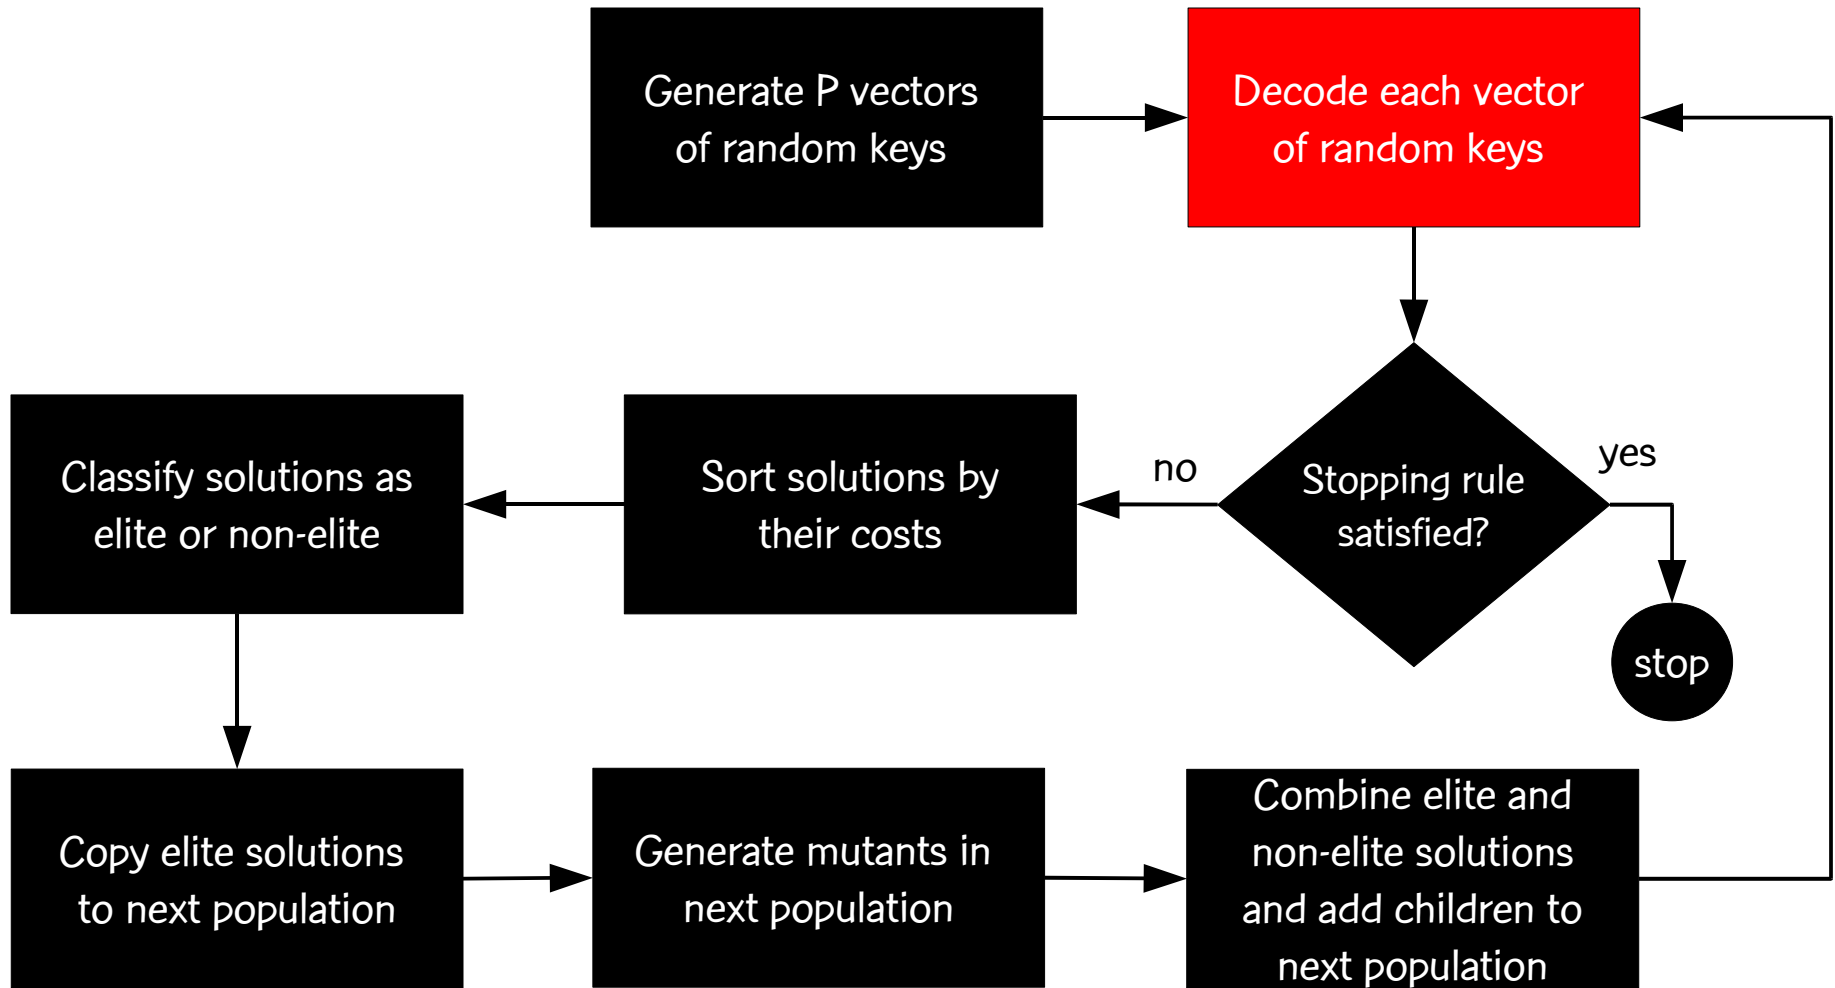 Generate P vectors
of random keys
Decode each vector
of random keys
Classify solutions as
elite or non-elite
Sort solutions by
their costs
no
Stopping rule
satisfied?
yes
stop
Copy elite solutions
to next population
Generate mutants in
next population
Combine elite and
non-elite solutions
and add children to
next population